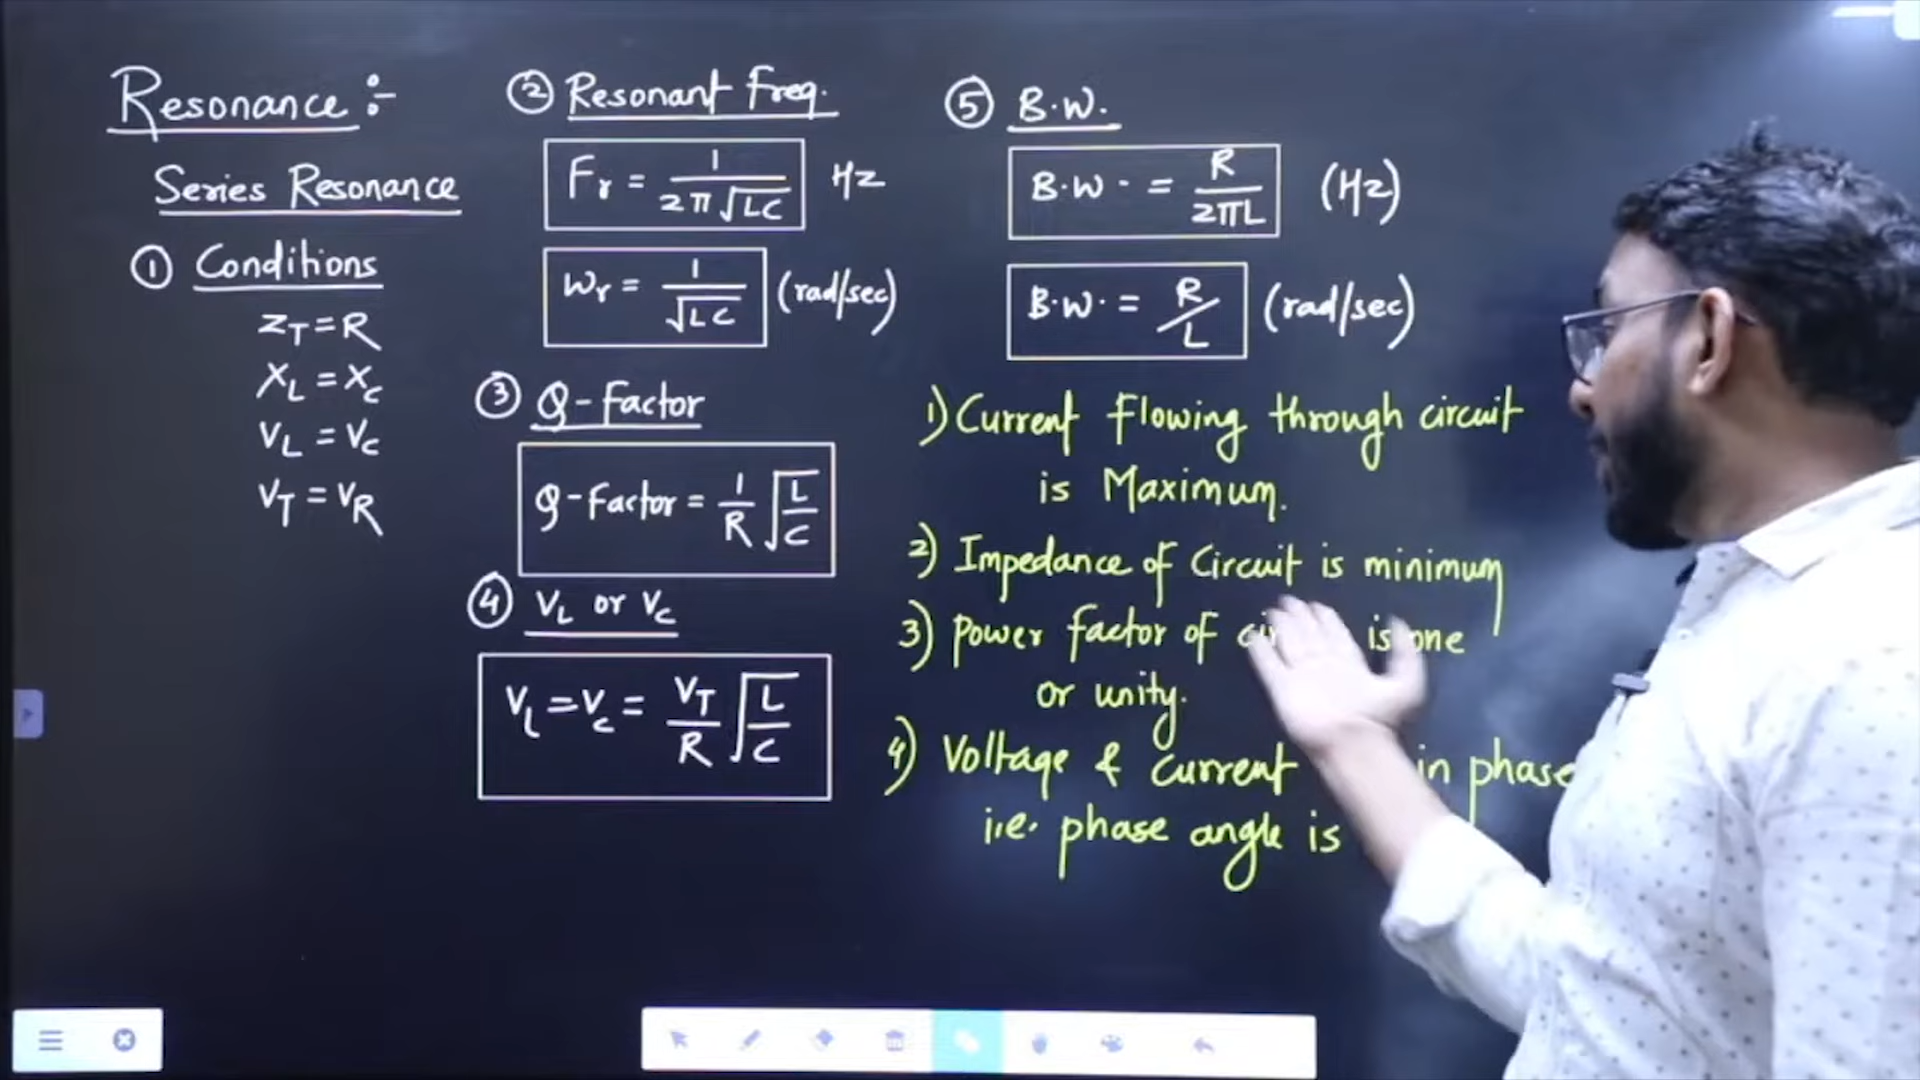 Resonance :-
Series Resonance
① Conditions
Z_T = R
X_L = X_C
V_L = V_C
V_T = V_R
② Resonant Freq.
F_r = 1 / 2π√LC Hz
W_r = 1 / √LC (rad/sec)
③ Q-Factor
Q-Factor = 1/R √L/C
④ V_L or V_C
V_L = V_C = V_T/R √L/C
⑤ B.W.
B.W. = R / 2πL (Hz)
B.W. = R/L (rad/sec)
1) Current flowing through circuit
is Maximum.
2) Impedance of Circuit is minimum
3) Power factor of is one
or unity.
4) Voltage & current in phase
i.e. phase angle is